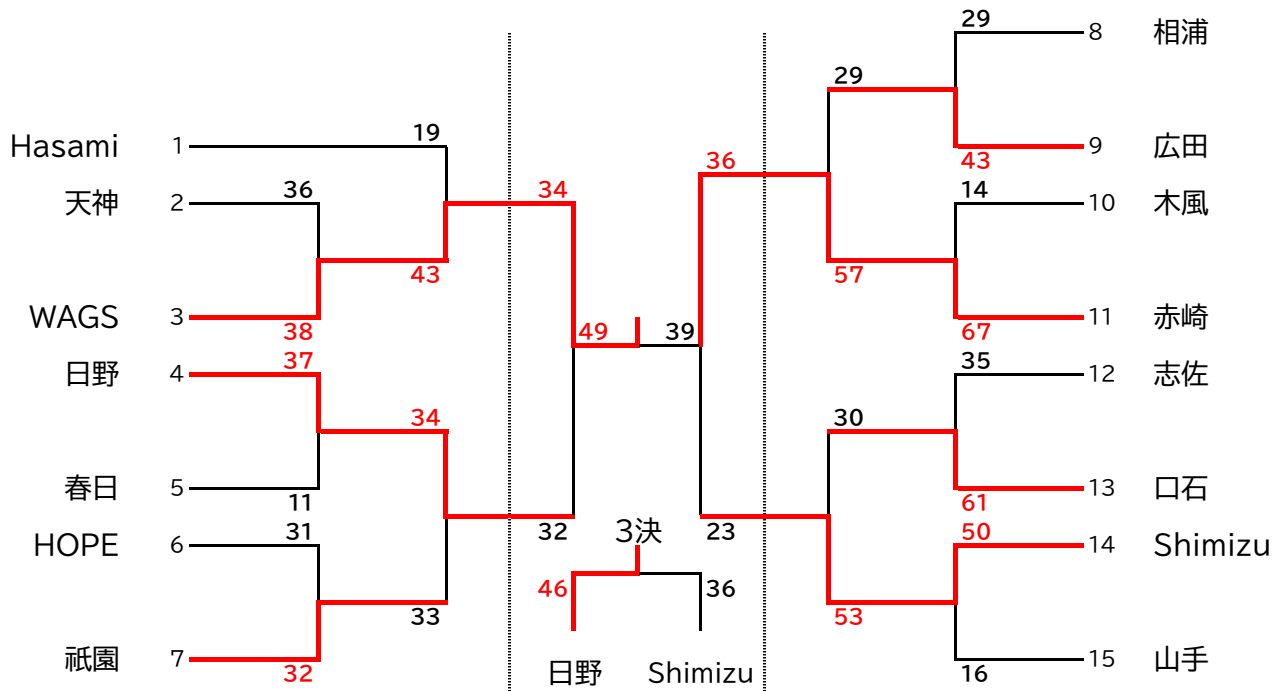 29
8 相浦
29
Hasami 1 19
36 43 9 広田
天神 2 36 34 14 10 木風
43 57
WAGS 3 38 67 11 赤崎
49 39
日野 4 37 35 12 志佐
34 30
春日 5 11 61 13 口石
HOPE 6 31 32 3決 23 50 14 Shimizu
46 36
33 53
祇園 7 32 日野 Shimizu 16 15 山手